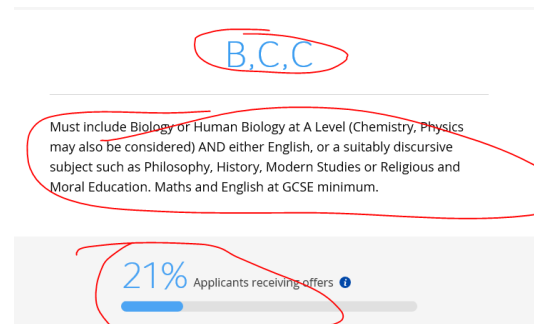 B,C,C
Must include Biology or Human Biology at A Level (Chemistry, Physics
may also be considered) AND either English, or a suitably discursive
subject such as Philosophy, History, Modern Studies or Religious and
Moral Education. Maths and English at GCSE minimum.
21% Applicants receiving offers i